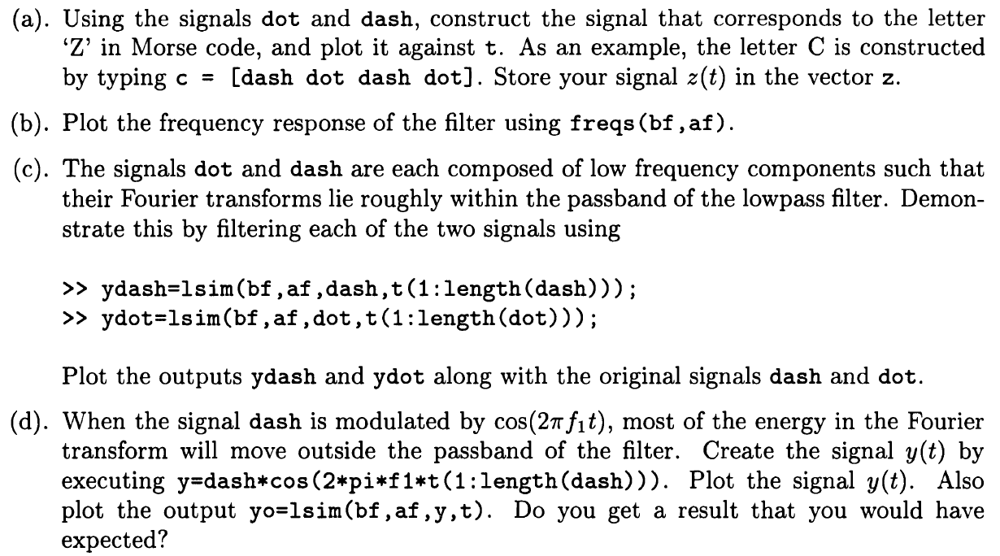 (a). Using the signals dot and dash, construct the signal that corresponds to the letter
‘Z’ in Morse code, and plot it against t. As an example, the letter C is constructed
by typing c = [dash dot dash dot]. Store your signal z(t) in the vector z.
(b). Plot the frequency response of the filter using freqs(bf,af).
(c). The signals dot and dash are each composed of low frequency components such that
their Fourier transforms lie roughly within the passband of the lowpass filter. Demon-
strate this by filtering each of the two signals using
>> ydash=lsim(bf,af,dash,t(1:length(dash)));
>> ydot=lsim(bf,af,dot,t(1:length(dot)));
Plot the outputs ydash and ydot along with the original signals dash and dot.
(d). When the signal dash is modulated by cos(2πf₁t), most of the energy in the Fourier
transform will move outside the passband of the filter. Create the signal y(t) by
executing y=dash*cos(2*pi*f1*t(1:length(dash))). Plot the signal y(t). Also
plot the output yo=lsim(bf,af,y,t). Do you get a result that you would have
expected?